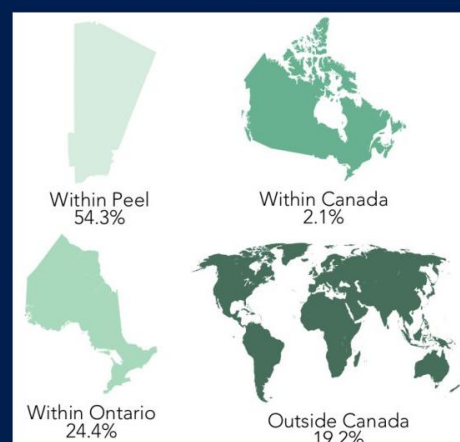 Within Peel
54.3%
Within Canada
2.1%
Within Ontario
24.4%
Outside Canada
19.2%